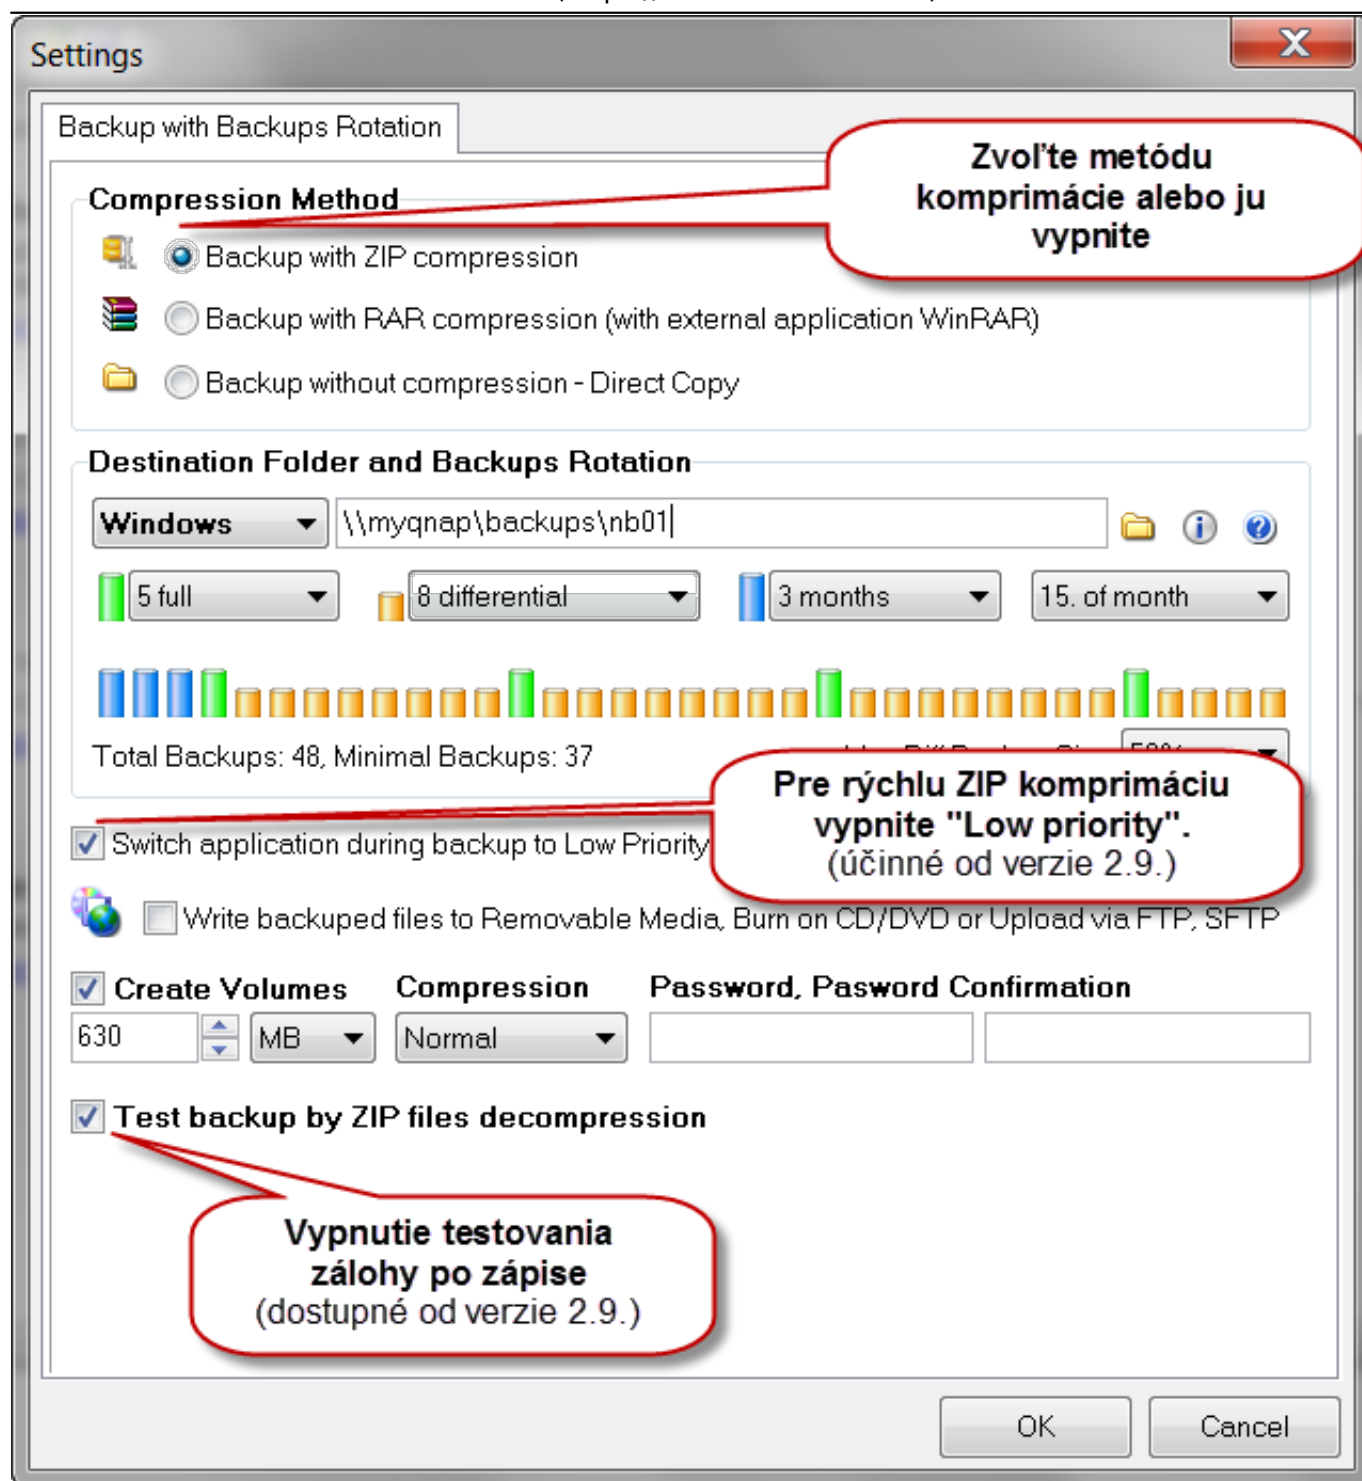 Settings
Backup with Backups Rotation
Zvoľte metódu
komprimácie alebo ju
vypnite
Compression Method
Backup with ZIP compression
Backup with RAR compression (with external application WinRAR)
Backup without compression - Direct Copy
Destination Folder and Backups Rotation
Windows \\myqnap\backups\nb01
5 full 8 differential 3 months 15. of month
Total Backups: 48, Minimal Backups: 37
Pre rýchlu ZIP komprimáciu
vypnite "Low priority".
(účinné od verzie 2.9.)
Switch application during backup to Low Priority
Write backuped files to Removable Media, Burn on CD/DVD or Upload via FTP, SFTP
Create Volumes Compression Password, Pasword Confirmation
630 MB Normal
Test backup by ZIP files decompression
Vypnutie testovania
zálohy po zápise
(dostupné od verzie 2.9.)
OK Cancel